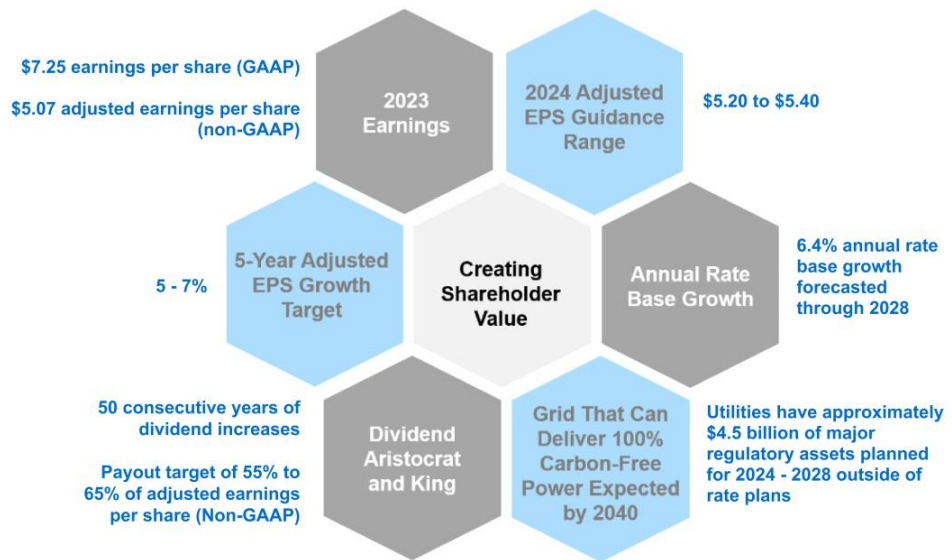 $7.25 earnings per share (GAAP)
$5.07 adjusted earnings per share
(non-GAAP)
2023
Earnings
2024 Adjusted
EPS Guidance
Range
$5.20 to $5.40
5 - 7%
5-Year Adjusted
EPS Growth
Target
Creating
Shareholder
Value
Annual Rate
Base Growth
6.4% annual rate
base growth
forecasted
through 2028
50 consecutive years of
dividend increases
Payout target of 55% to
65% of adjusted earnings
per share (Non-GAAP)
Dividend
Aristocrat
and King
Grid That Can
Deliver 100%
Carbon-Free
Power Expected
by 2040
Utilities have approximately
$4.5 billion of major
regulatory assets planned
for 2024 - 2028 outside of
rate plans